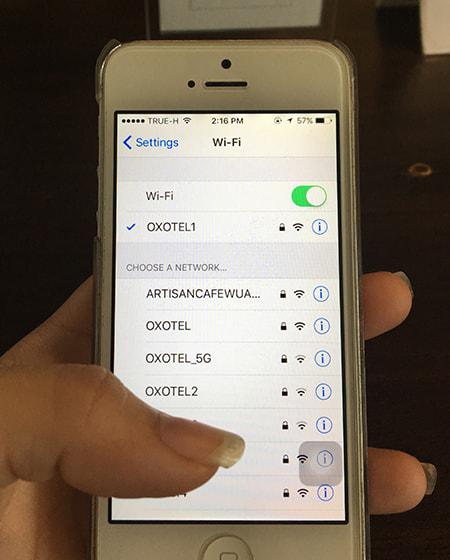 TRUE-H 2:16 PM 57%
Settings Wi-Fi
Wi-Fi
OXOTEL1
CHOOSE A NETWORK...
ARTISANCAFEWUA...
OXOTEL
OXOTEL_5G
OXOTEL2